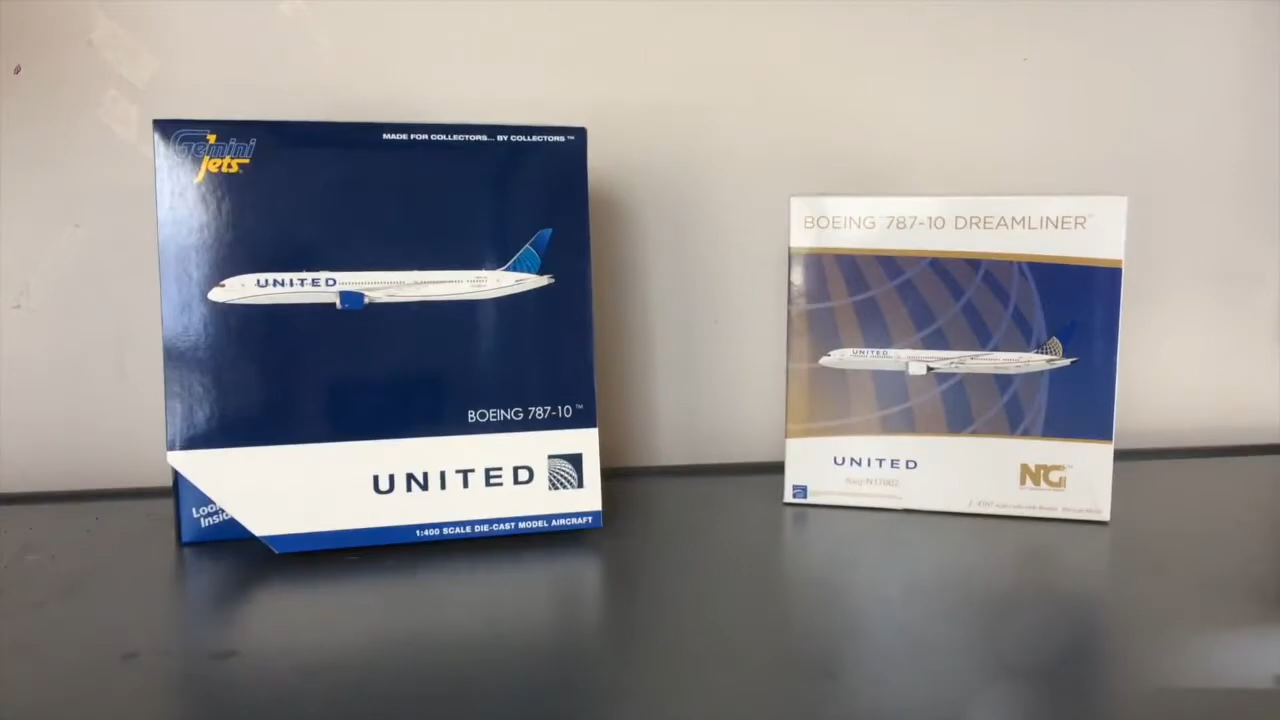 Gemini
Jets
MADE FOR COLLECTORS... BY COLLECTORS™
UNITED
BOEING 787-10™
UNITED
Look
Inside
1:400 SCALE DIE-CAST MODEL AIRCRAFT
BOEING 787-10 DREAMLINER™
UNITED
UNITED
NG